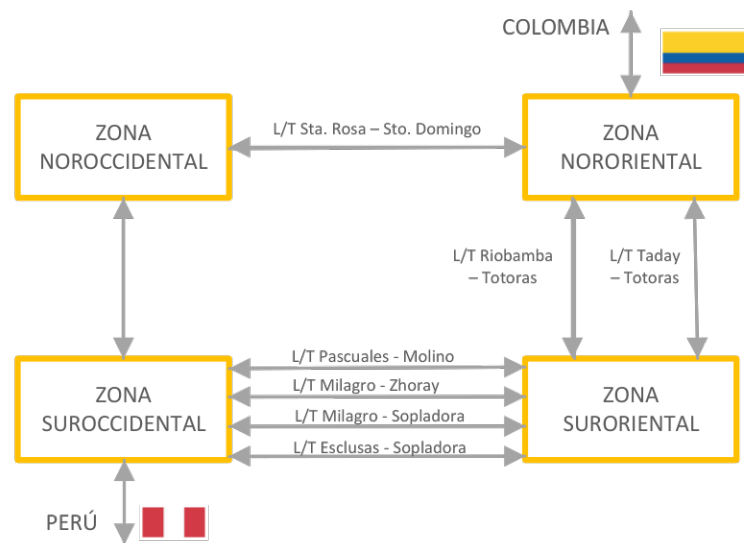 COLOMBIA
ZONA
NOROCCIDENTAL
L/T Sta. Rosa – Sto. Domingo
ZONA
NORORIENTAL
L/T Riobamba
– Totoras
L/T Taday
– Totoras
ZONA
SUROCCIDENTAL
L/T Pascuales - Molino
L/T Milagro - Zhoray
L/T Milagro - Sopladora
L/T Esclusas - Sopladora
ZONA
SURORIENTAL
PERÚ